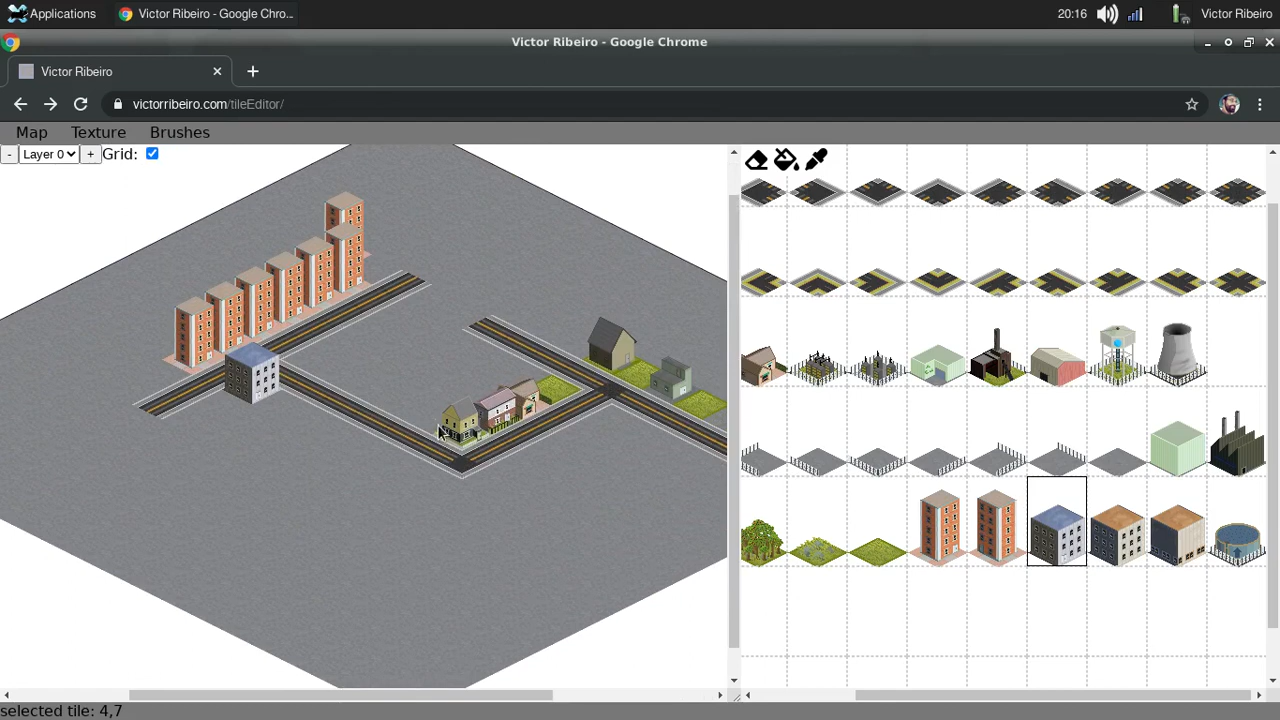 Applications
Victor Ribeiro - Google Chro...
20:16
Victor Ribeiro
Victor Ribeiro - Google Chrome
Victor Ribeiro
victorribeiro.com/tileEditor/
Map Texture Brushes
- Layer 0 + Grid:
selected tile: 4,7